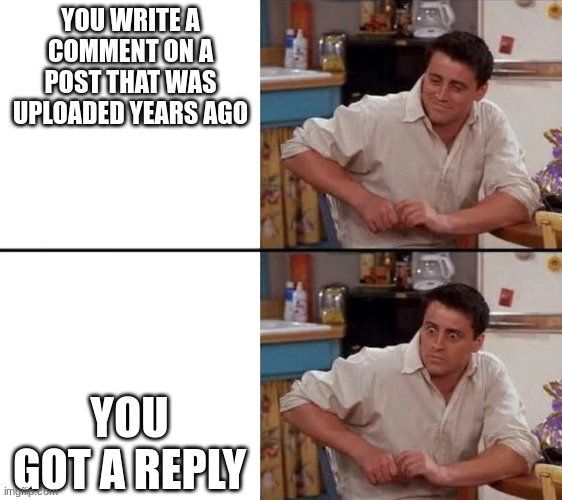 YOU WRITE A
COMMENT ON A
POST THAT WAS
UPLOADED YEARS AGO
YOU
GOT A REPLY
imgflip.com